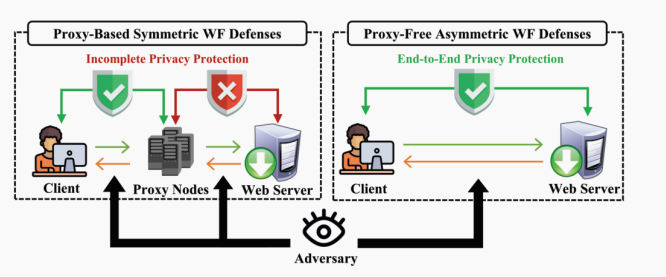 Proxy-Based Symmetric WF Defenses
Incomplete Privacy Protection
Client
Proxy Nodes
Web Server
Proxy-Free Asymmetric WF Defenses
End-to-End Privacy Protection
Client
Web Server
Adversary